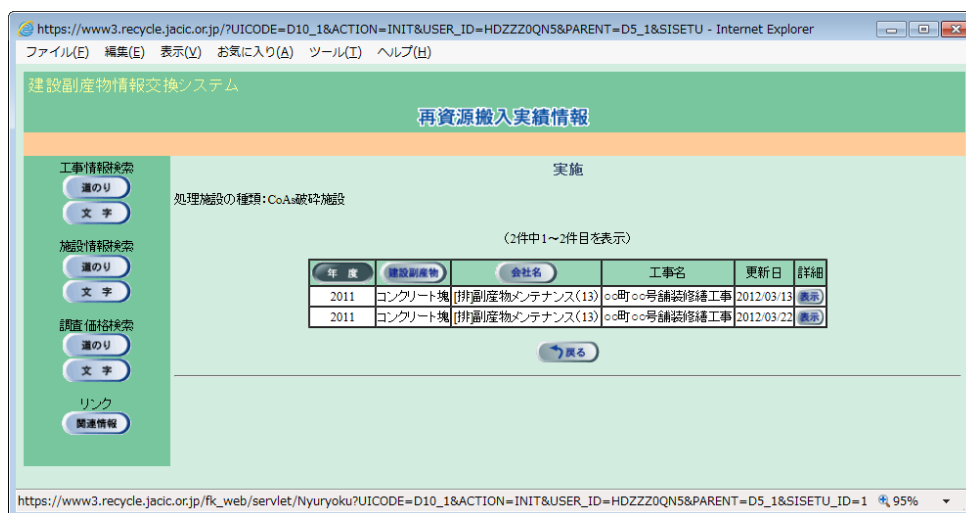 https://www3.recycle.jacic.or.jp/?UICODE=D10_1&ACTION=INIT&USER_ID=HDZZZ0QN5&PARENT=D5_1&SISETU - Internet Explorer
ファイル(F) 編集(E) 表示(V) お気に入り(A) ツール(T) ヘルプ(H)
建設副産物情報交換システム
再資源搬入実績情報
工事情報検索
道のり
文 字
施設情報検索
道のり
文 字
調査価格検索
道のり
文 字
リンク
関連情報
実施
処理施設の種類：CoAs破砕施設
（2件中1～2件目を表示）
年 度 建設副産物 会社名 工事名 更新日 詳細
2011 コンクリート塊 [排]副産物メンテナンス(13) ○○町○○号舗装修繕工事 2012/03/13 表示
2011 コンクリート塊 [排]副産物メンテナンス(13) ○○町○○号舗装修繕工事 2012/03/22 表示
戻る
https://www3.recycle.jacic.or.jp/fk_web/servlet/Nyuryoku?UICODE=D10_1&ACTION=INIT&USER_ID=HDZZZ0QN5&PARENT=D5_1&SISETU_ID=1 95%